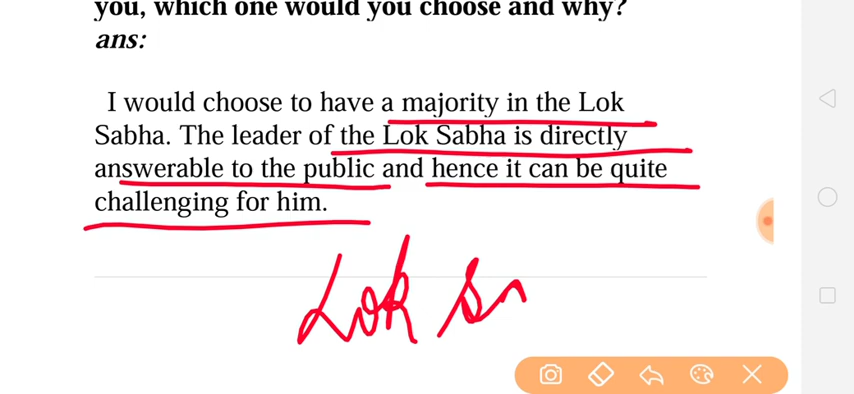 you, which one would you choose and why?
ans:
I would choose to have a majority in the Lok
Sabha. The leader of the Lok Sabha is directly
answerable to the public and hence it can be quite
challenging for him.
Lok